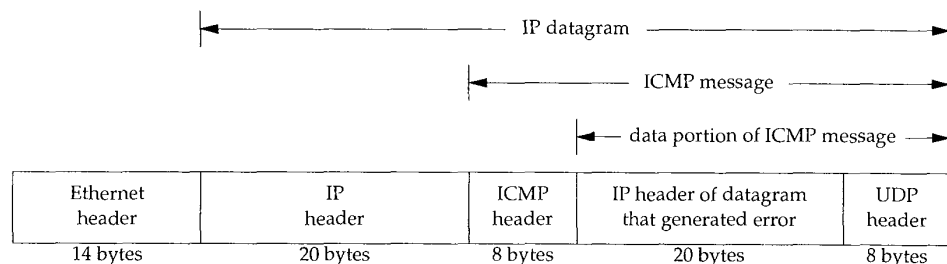 IP datagram
ICMP message
data portion of ICMP message
Ethernet
header
IP
header
ICMP
header
IP header of datagram
that generated error
UDP
header
14 bytes
20 bytes
8 bytes
20 bytes
8 bytes